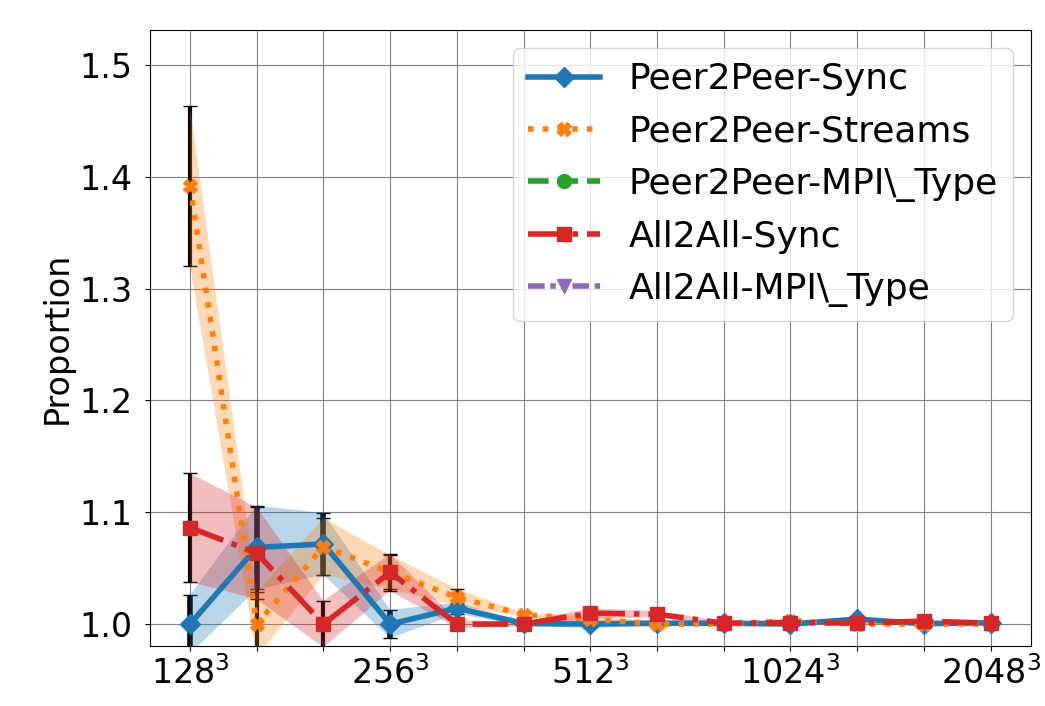 Proportion
1.5
1.4
1.3
1.2
1.1
1.0
128³
256³
512³
1024³
2048³
Peer2Peer-Sync
Peer2Peer-Streams
Peer2Peer-MPI\_Type
All2All-Sync
All2All-MPI\_Type